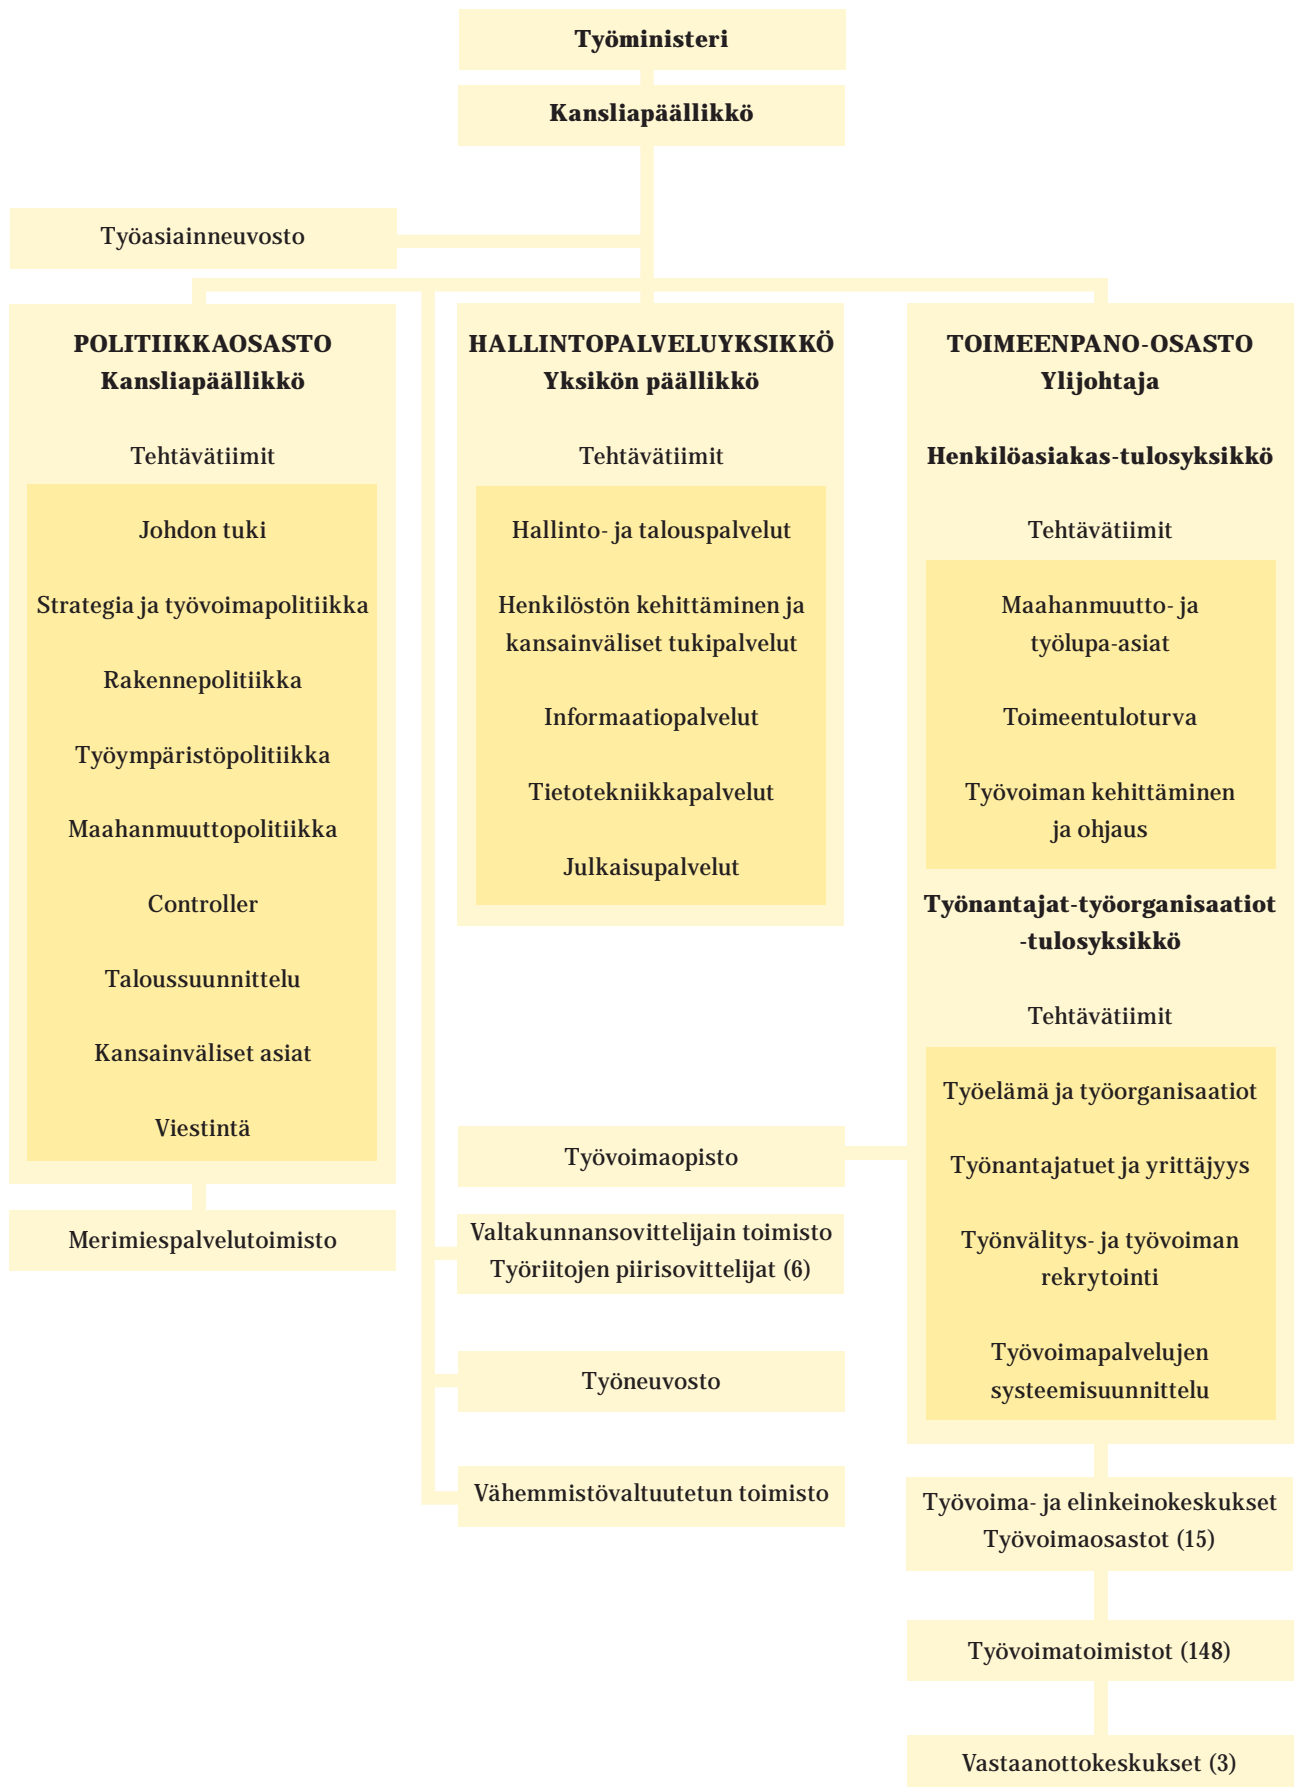 Työministeri
Kansliapäällikkö
Työasiainneuvosto
POLITIIKKAOSASTO
Kansliapäällikkö
Tehtävätiimit
Johdon tuki
Strategia ja työvoimapolitiikka
Rakennepolitiikka
Työympäristöpolitiikka
Maahanmuuttopolitiikka
Controller
Taloussuunnittelu
Kansainväliset asiat
Viestintä
Merimiespalvelutoimisto
HALLINTOPALVELUYKSIKKÖ
Yksikön päällikkö
Tehtävätiimit
Hallinto- ja talouspalvelut
Henkilöstön kehittäminen ja
kansainväliset tukipalvelut
Informaatiopalvelut
Tietotekniikkapalvelut
Julkaisupalvelut
Työvoimaopisto
Valtakunnansovittelijain toimisto
Työriitojen piirisovittelijat (6)
Työneuvosto
Vähemmistövaltuutetun toimisto
TOIMEENPANO-OSASTO
Ylijohtaja
Henkilöasiakas-tulosyksikkö
Tehtävätiimit
Maahanmuutto- ja
työlupa-asiat
Toimeentuloturva
Työvoiman kehittäminen
ja ohjaus
Työnantajat-työorganisaatiot
-tulosyksikkö
Tehtävätiimit
Työelämä ja työorganisaatiot
Työnantajatuet ja yrittäjyys
Työnvälitys- ja työvoiman
rekrytointi
Työvoimapalvelujen
systeemisuunnittelu
Työvoima- ja elinkeinokeskukset
Työvoimaosastot (15)
Työvoimatoimistot (148)
Vastaanottokeskukset (3)